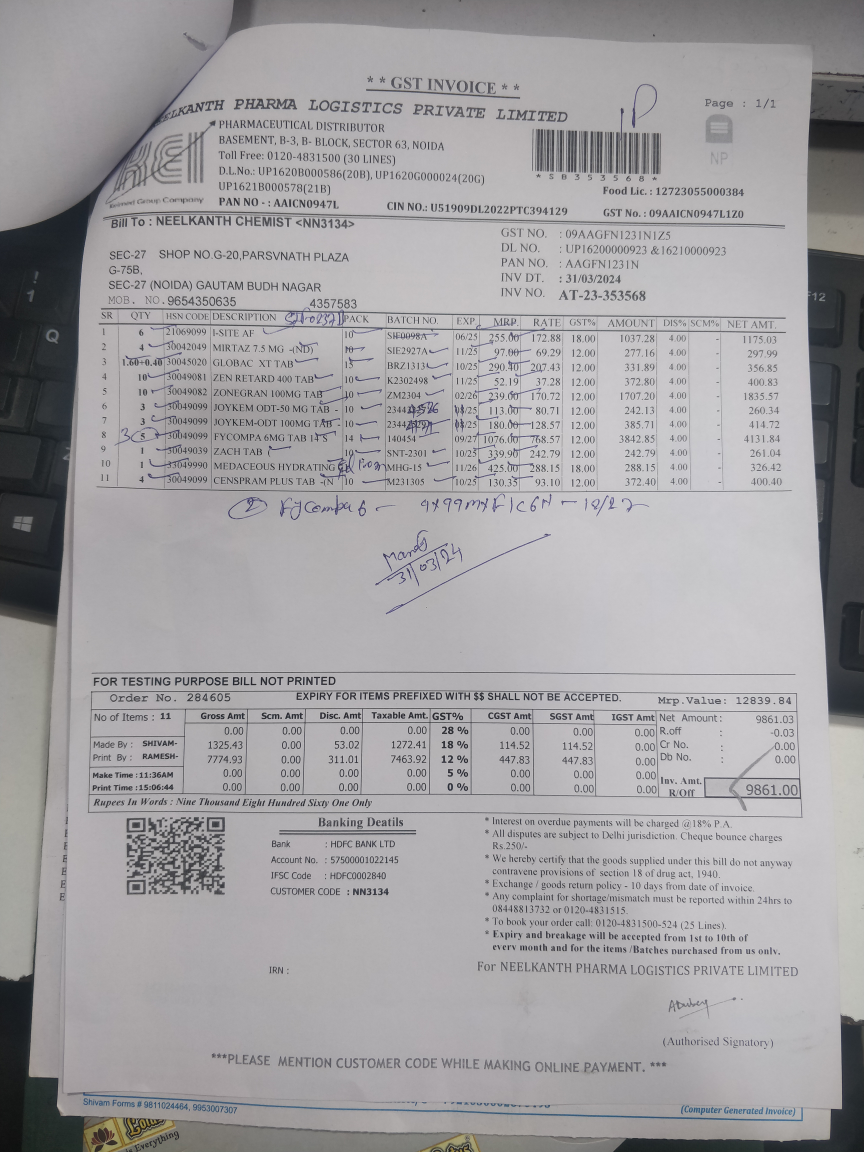 * * GST INVOICE * *
NEELKANTH PHARMA LOGISTICS PRIVATE LIMITED
1P
Page : 1/1
PHARMACEUTICAL DISTRIBUTOR
BASEMENT, B-3, B- BLOCK, SECTOR 63, NOIDA
Toll Free: 0120-4831500 (30 LINES)
D.L.No.: UP1620B000586(20B), UP1620G000024(20G)
UP1621B000578(21B)
PAN NO - : AAICN0947L
CIN NO.: U51909DL2022PTC394129
* S B 3 5 3 5 6 8 *
NP
Food Lic. : 12723055000384
GST No. : 09AAICN0947L1Z0
KEI
Bill To : NEELKANTH CHEMIST <NN3134>
SEC-27 SHOP NO.G-20,PARSVNATH PLAZA
G-75B,
SEC-27 (NOIDA) GAUTAM BUDH NAGAR
MOB. NO. 9654350635 4357583
GST NO. : 09AAGFN1231N1Z5
DL NO. : UP16200000923 &16210000923
PAN NO. : AAGFN1231N
INV DT. : 31/03/2024
INV NO. AT-23-353568
SR QTY HSN CODE DESCRIPTION PACK BATCH NO. EXP. MRP. RATE GST% AMOUNT DIS% SCM% NET AMT.
1 6 21069099 I-SITE AF 10 SIE0098A 06/25 255.00 172.88 18.00 1037.28 4.00 - 1175.03
2 4 30042049 MIRTAZ 7.5 MG -(ND) 10 SIE2927A 11/25 97.00 69.29 12.00 277.16 4.00 - 297.99
3 1.60+0.40 30045020 GLOBAC XT TAB 15 BRZ1313 10/25 290.40 207.43 12.00 331.89 4.00 - 356.85
4 10 30049081 ZEN RETARD 400 TAB 10 K2302498 11/25 52.19 37.28 12.00 372.80 4.00 - 400.83
5 10 30049082 ZONEGRAN 100MG TAB 10 ZM2304 02/26 239.00 170.72 12.00 1707.20 4.00 - 1835.57
6 3 30049099 JOYKEM ODT-50 MG TAB - 10 2344 /25 113.00 80.71 12.00 242.13 4.00 - 260.34
7 3 30049099 JOYKEM-ODT 100MG TAB- 10 2344 /25 180.00 128.57 12.00 385.71 4.00 - 414.72
8 3 5 30049099 FYCOMPA 6MG TAB 14 140454 09/27 1076.00 768.57 12.00 3842.85 4.00 - 4131.84
9 1 30049039 ZACH TAB 10 SNT-2301 10/25 339.90 242.79 12.00 242.79 4.00 - 261.04
10 1 33049990 MEDACEOUS HYDRATING MHG-15 11/26 425.00 288.15 18.00 288.15 4.00 - 326.42
11 4 30049099 CENSPRAM PLUS TAB -(N 10 M231305 10/25 130.35 93.10 12.00 372.40 4.00 - 400.40
2 Fycompa 6 -
31/03/24
FOR TESTING PURPOSE BILL NOT PRINTED
Order No. 284605 EXPIRY FOR ITEMS PREFIXED WITH $$ SHALL NOT BE ACCEPTED. Mrp.Value: 12839.84
No of Items : 11 Gross Amt Scm. Amt Disc. Amt Taxable Amt. GST% CGST Amt SGST Amt IGST Amt Net Amount: 9861.03
0.00 0.00 0.00 0.00 28 % 0.00 0.00 0.00 R.off : -0.03
Made By : SHIVAM- 1325.43 0.00 53.02 1272.41 18 % 114.52 114.52 0.00 Cr No. : 0.00
Print By : RAMESH- 7774.93 0.00 311.01 7463.92 12 % 447.83 447.83 0.00 Db No. : 0.00
Make Time :11:36AM 0.00 0.00 0.00 0.00 5 % 0.00 0.00 0.00
Print Time :15:06:44 0.00 0.00 0.00 0.00 0 % 0.00 0.00 0.00 Inv. Amt. R/Off 9861.00
Rupees In Words : Nine Thousand Eight Hundred Sixty One Only
Banking Deatils
Bank : HDFC BANK LTD
Account No. : 57500001022145
IFSC Code : HDFC0002840
CUSTOMER CODE : NN3134
* Interest on overdue payments will be charged @18% P.A.
* All disputes are subject to Delhi jurisdiction. Cheque bounce charges
Rs.250/-
* We hereby certify that the goods supplied under this bill do not anyway
contravene provisions of section 18 of drug act, 1940.
* Exchange / goods return policy - 10 days from date of invoice.
* Any complaint for shortage/mismatch must be reported within 24hrs to
08448813732 or 0120-4831515.
* To book your order call: 0120-4831500-524 (25 Lines).
* Expiry and breakage will be accepted from 1st to 10th of
every month and for the items /Batches purchased from us only.
IRN :
For NEELKANTH PHARMA LOGISTICS PRIVATE LIMITED
(Authorised Signatory)
***PLEASE MENTION CUSTOMER CODE WHILE MAKING ONLINE PAYMENT. ***
Shivam Forms # 9811024464, 9953007307
(Computer Generated Invoice)